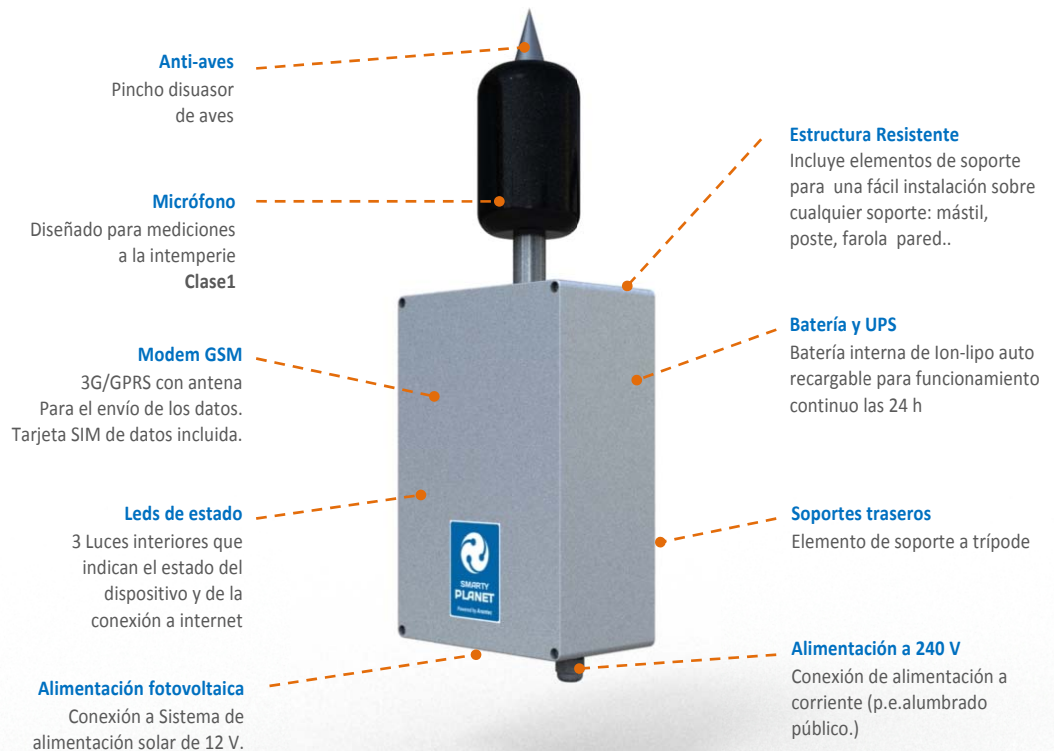 Anti-aves
Pincho disuasor
de aves
Micrófono
Diseñado para mediciones
a la intemperie
Clase1
Modem GSM
3G/GPRS con antena
Para el envío de los datos.
Tarjeta SIM de datos incluida.
Leds de estado
3 Luces interiores que
indican el estado del
dispositivo y de la
conexión a internet
Alimentación fotovoltaica
Conexión a Sistema de
alimentación solar de 12 V.
SMARTY
PLANET
Powered by
Estructura Resistente
Incluye elementos de soporte
para una fácil instalación sobre
cualquier soporte: mástil,
poste, farola pared..
Batería y UPS
Batería interna de Ion-lipo auto
recargable para funcionamiento
continuo las 24 h
Soportes traseros
Elemento de soporte a trípode
Alimentación a 240 V
Conexión de alimentación a
corriente (p.e.alumbrado
público.)